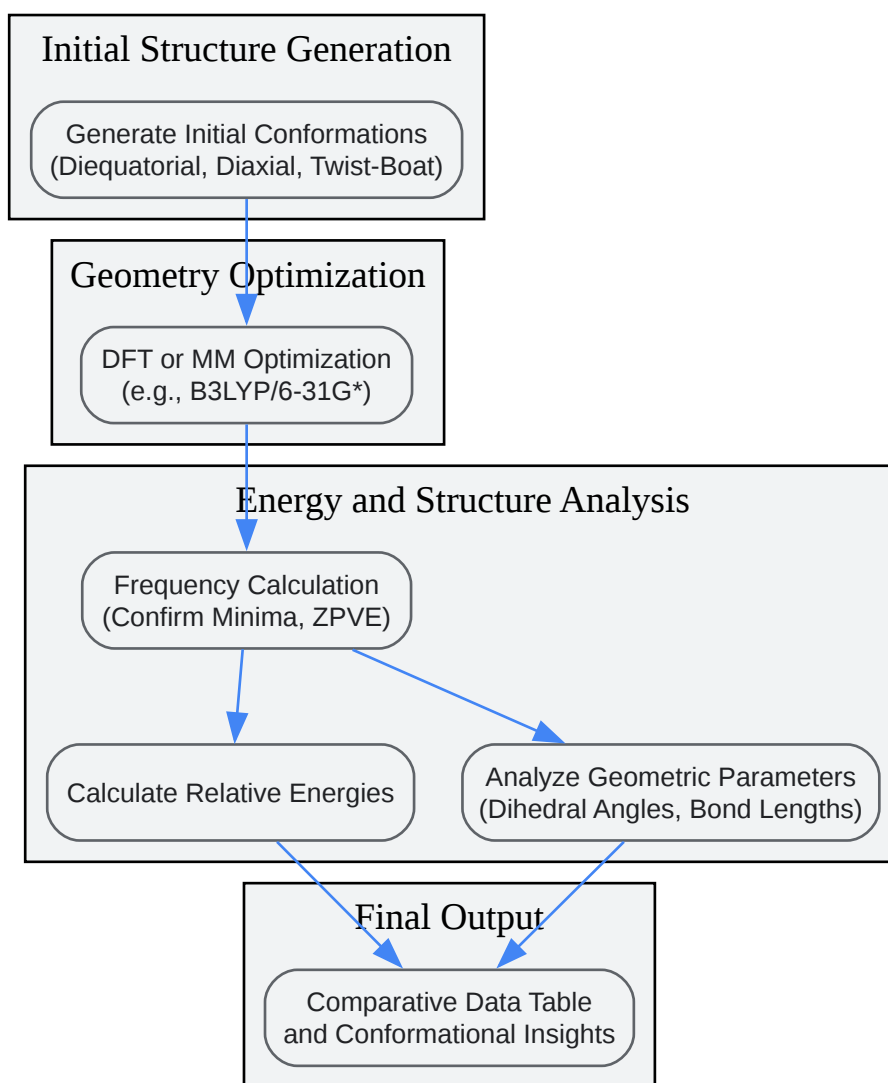 Initial Structure Generation
Generate Initial Conformations
(Diequatorial, Diaxial, Twist-Boat)
Geometry Optimization
DFT or MM Optimization
(e.g., B3LYP/6-31G*)
Energy and Structure Analysis
Frequency Calculation
(Confirm Minima, ZPVE)
Calculate Relative Energies
Analyze Geometric Parameters
(Dihedral Angles, Bond Lengths)
Final Output
Comparative Data Table
and Conformational Insights